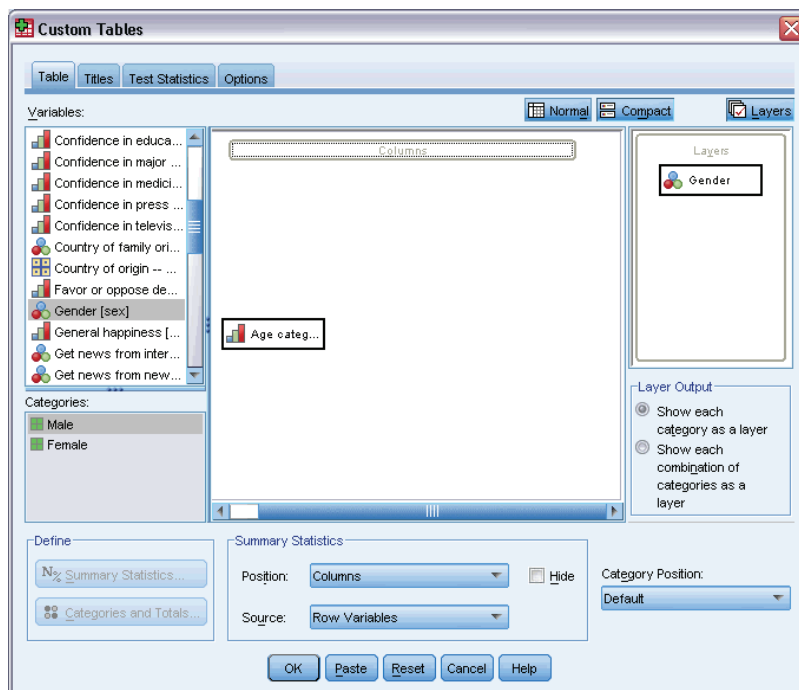 Custom Tables
Table Titles Test Statistics Options
Variables:
Normal Compact Layers
Confidence in educa...
Confidence in major ...
Confidence in medici...
Confidence in press ...
Confidence in televis...
Country of family ori...
Country of origin -- ...
Favor or oppose de...
Gender [sex]
General happiness [...
Get news from inter...
Get news from new...
Categories:
Male
Female
Columns
Age categ...
Layers
Gender
Layer Output
Show each
category as a layer
Show each
combination of
categories as a
layer
Define
N% Summary Statistics...
Categories and Totals...
Summary Statistics
Position: Columns Hide
Source: Row Variables
Category Position:
Default
OK Paste Reset Cancel Help